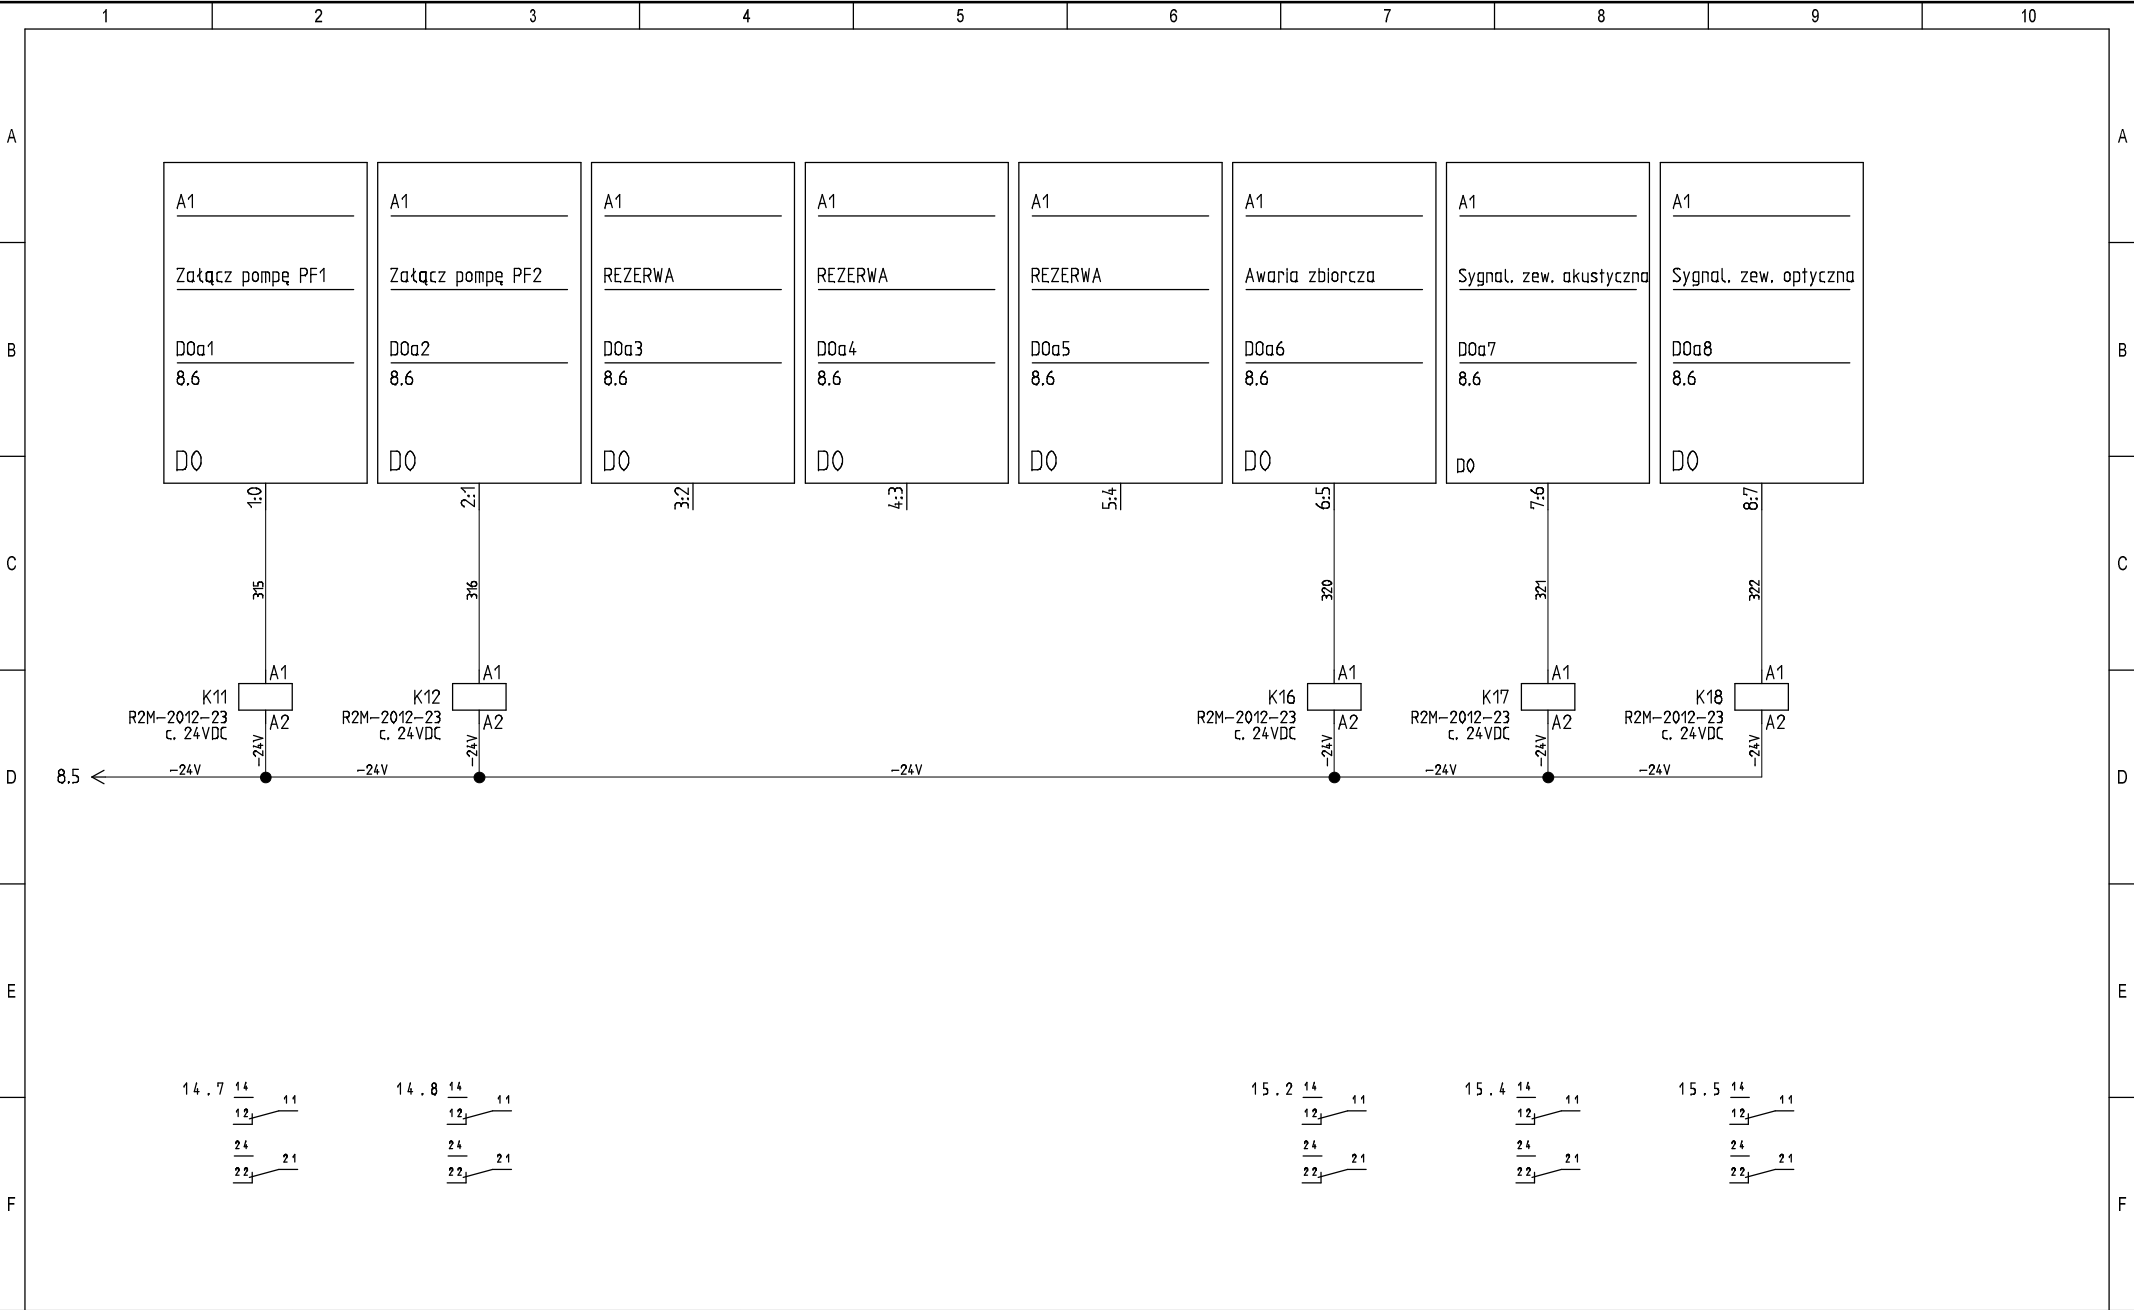 1 2 3 4 5 6 7 8 9 10
A A
A1 A1 A1 A1 A1 A1 A1 A1
Załącz pompę PF1 Załącz pompę PF2 REZERWA REZERWA REZERWA Awaria zbiorcza Sygnal. zew. akustyczna Sygnal. zew. optyczna
B DOa1 DOa2 DOa3 DOa4 DOa5 DOa6 DOa7 DOa8 B
8.6 8.6 8.6 8.6 8.6 8.6 8.6 8.6
DO DO DO DO DO DO DO DO
1:0 2:1 3:2 4:3 5:4 6:5 7:6 8:7
C C
315 316 320 321 322
A1 A1 A1 A1 A1
K11 K12 K16 K17 K18
R2M-2012-23 R2M-2012-23 R2M-2012-23 R2M-2012-23 R2M-2012-23
A2 A2 A2 A2 A2
c. 24VDC c. 24VDC c. 24VDC c. 24VDC c. 24VDC
-24V -24V -24V -24V -24V
-24V -24V -24V -24V -24V
D 8.5 D
E E
14.7 14 14.8 14 15.2 14 15.4 14 15.5 14
11 11 11 11 11
12 12 12 12 12
24 24 24 24 24
21 21 21 21 21
22 22 22 22 22
F F